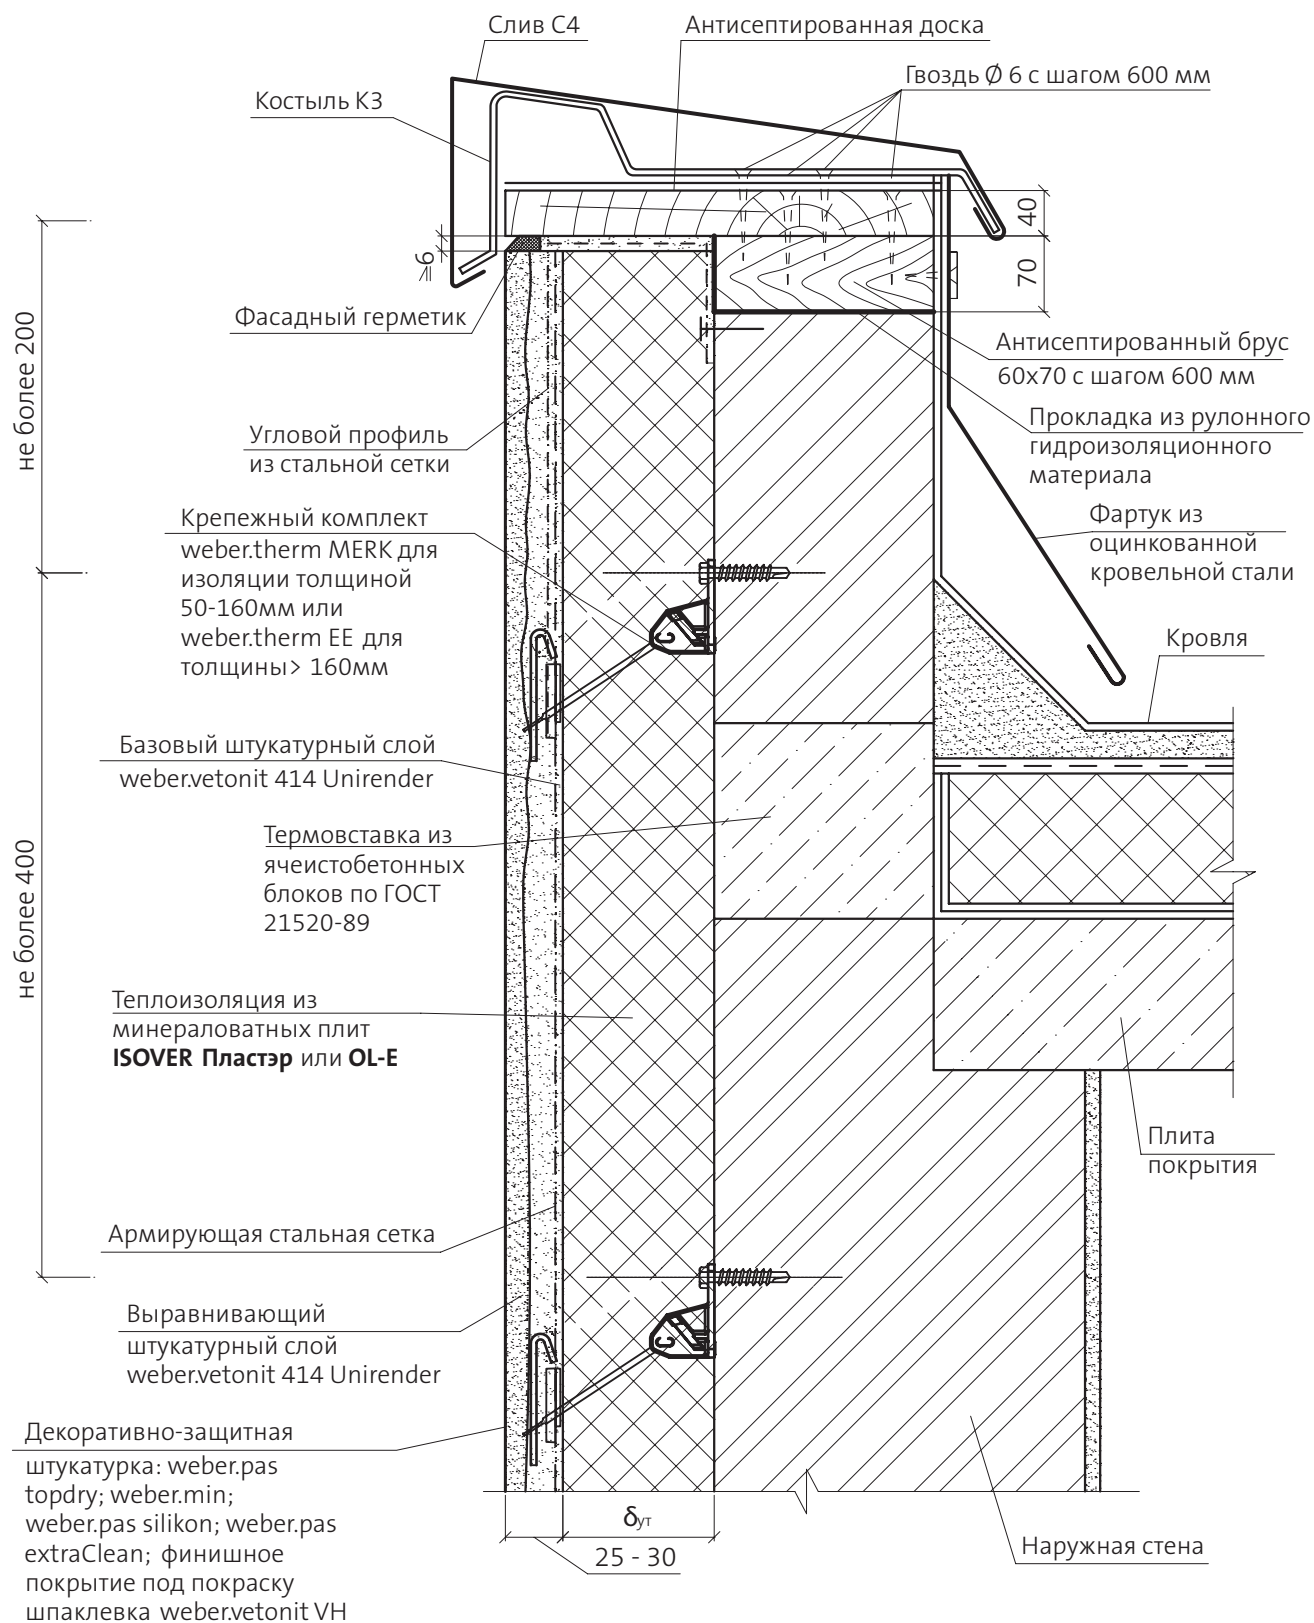 Слив С4
Антисептированная доска
Гвоздь Ø 6 с шагом 600 мм
Костыль К3
40
70
⩾6
Фасадный герметик
не более 200
Антисептированный брус
60х70 с шагом 600 мм
Прокладка из рулонного
гидроизоляционного
материала
Угловой профиль
из стальной сетки
Крепежный комплект
weber.therm MERK для
изоляции толщиной
50-160мм или
weber.therm EE для
толщины> 160мм
Фартук из
оцинкованной
кровельной стали
Кровля
Базовый штукатурный слой
weber.vetonit 414 Unirender
Термовставка из
ячеистобетонных
блоков по ГОСТ
21520-89
не более 400
Теплоизоляция из
минераловатных плит
ISOVER Пластэр или OL-E
Плита
покрытия
Армирующая стальная сетка
Выравнивающий
штукатурный слой
weber.vetonit 414 Unirender
Декоративно-защитная
штукатурка: weber.pas
topdry; weber.min;
weber.pas silikon; weber.pas
extraClean; финишное
покрытие под покраску
шпаклевка weber.vetonit VH
δут
25 - 30
Наружная стена